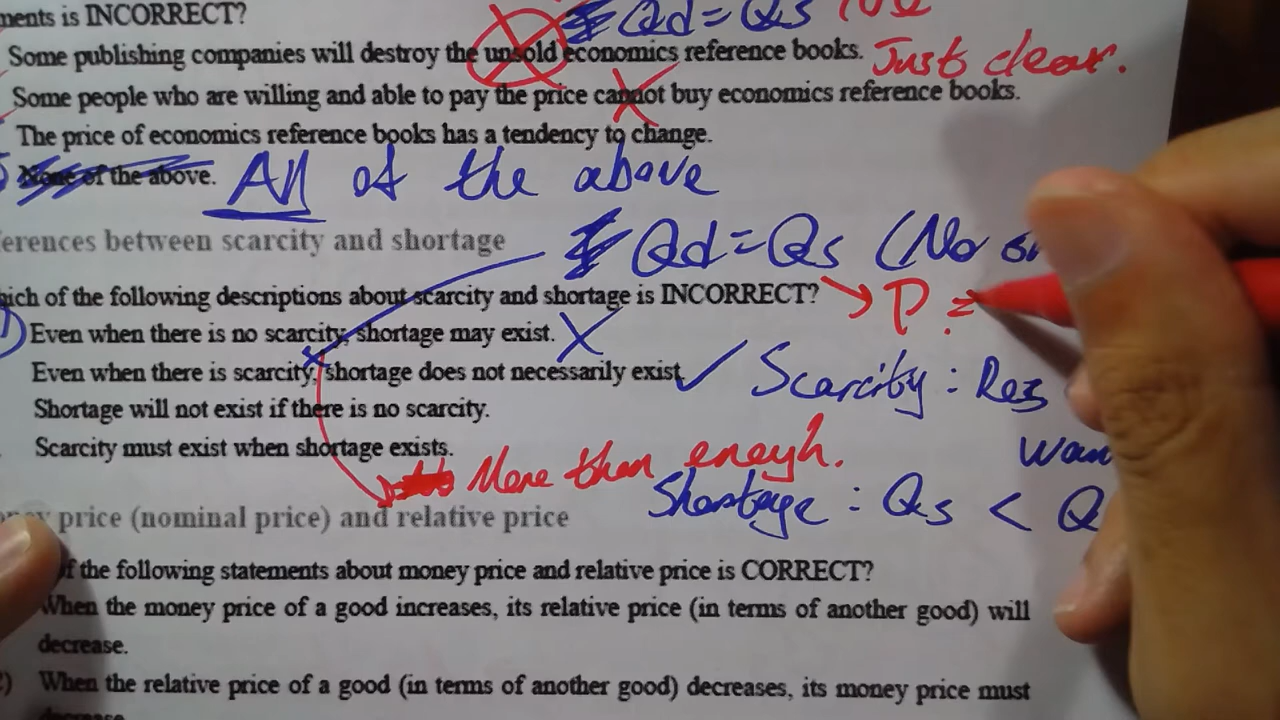 ments is INCORRECT?
Qd = Qs
Some publishing companies will destroy the unsold economics reference books. Just clear.
Some people who are willing and able to pay the price cannot buy economics reference books.
The price of economics reference books has a tendency to change.
None of the above. All of the above
ferences between scarcity and shortage
Qd = Qs (No
ich of the following descriptions about scarcity and shortage is INCORRECT? → P =
Even when there is no scarcity, shortage may exist. X
Even when there is scarcity, shortage does not necessarily exist ✓ Scarcity : Res
Shortage will not exist if there is no scarcity.
Scarcity must exist when shortage exists. More than enough. wan
Shortage : Qs < Q
ney price (nominal price) and relative price
f the following statements about money price and relative price is CORRECT?
When the money price of a good increases, its relative price (in terms of another good) will
decrease.
When the relative price of a good (in terms of another good) decreases, its money price must
decrease.